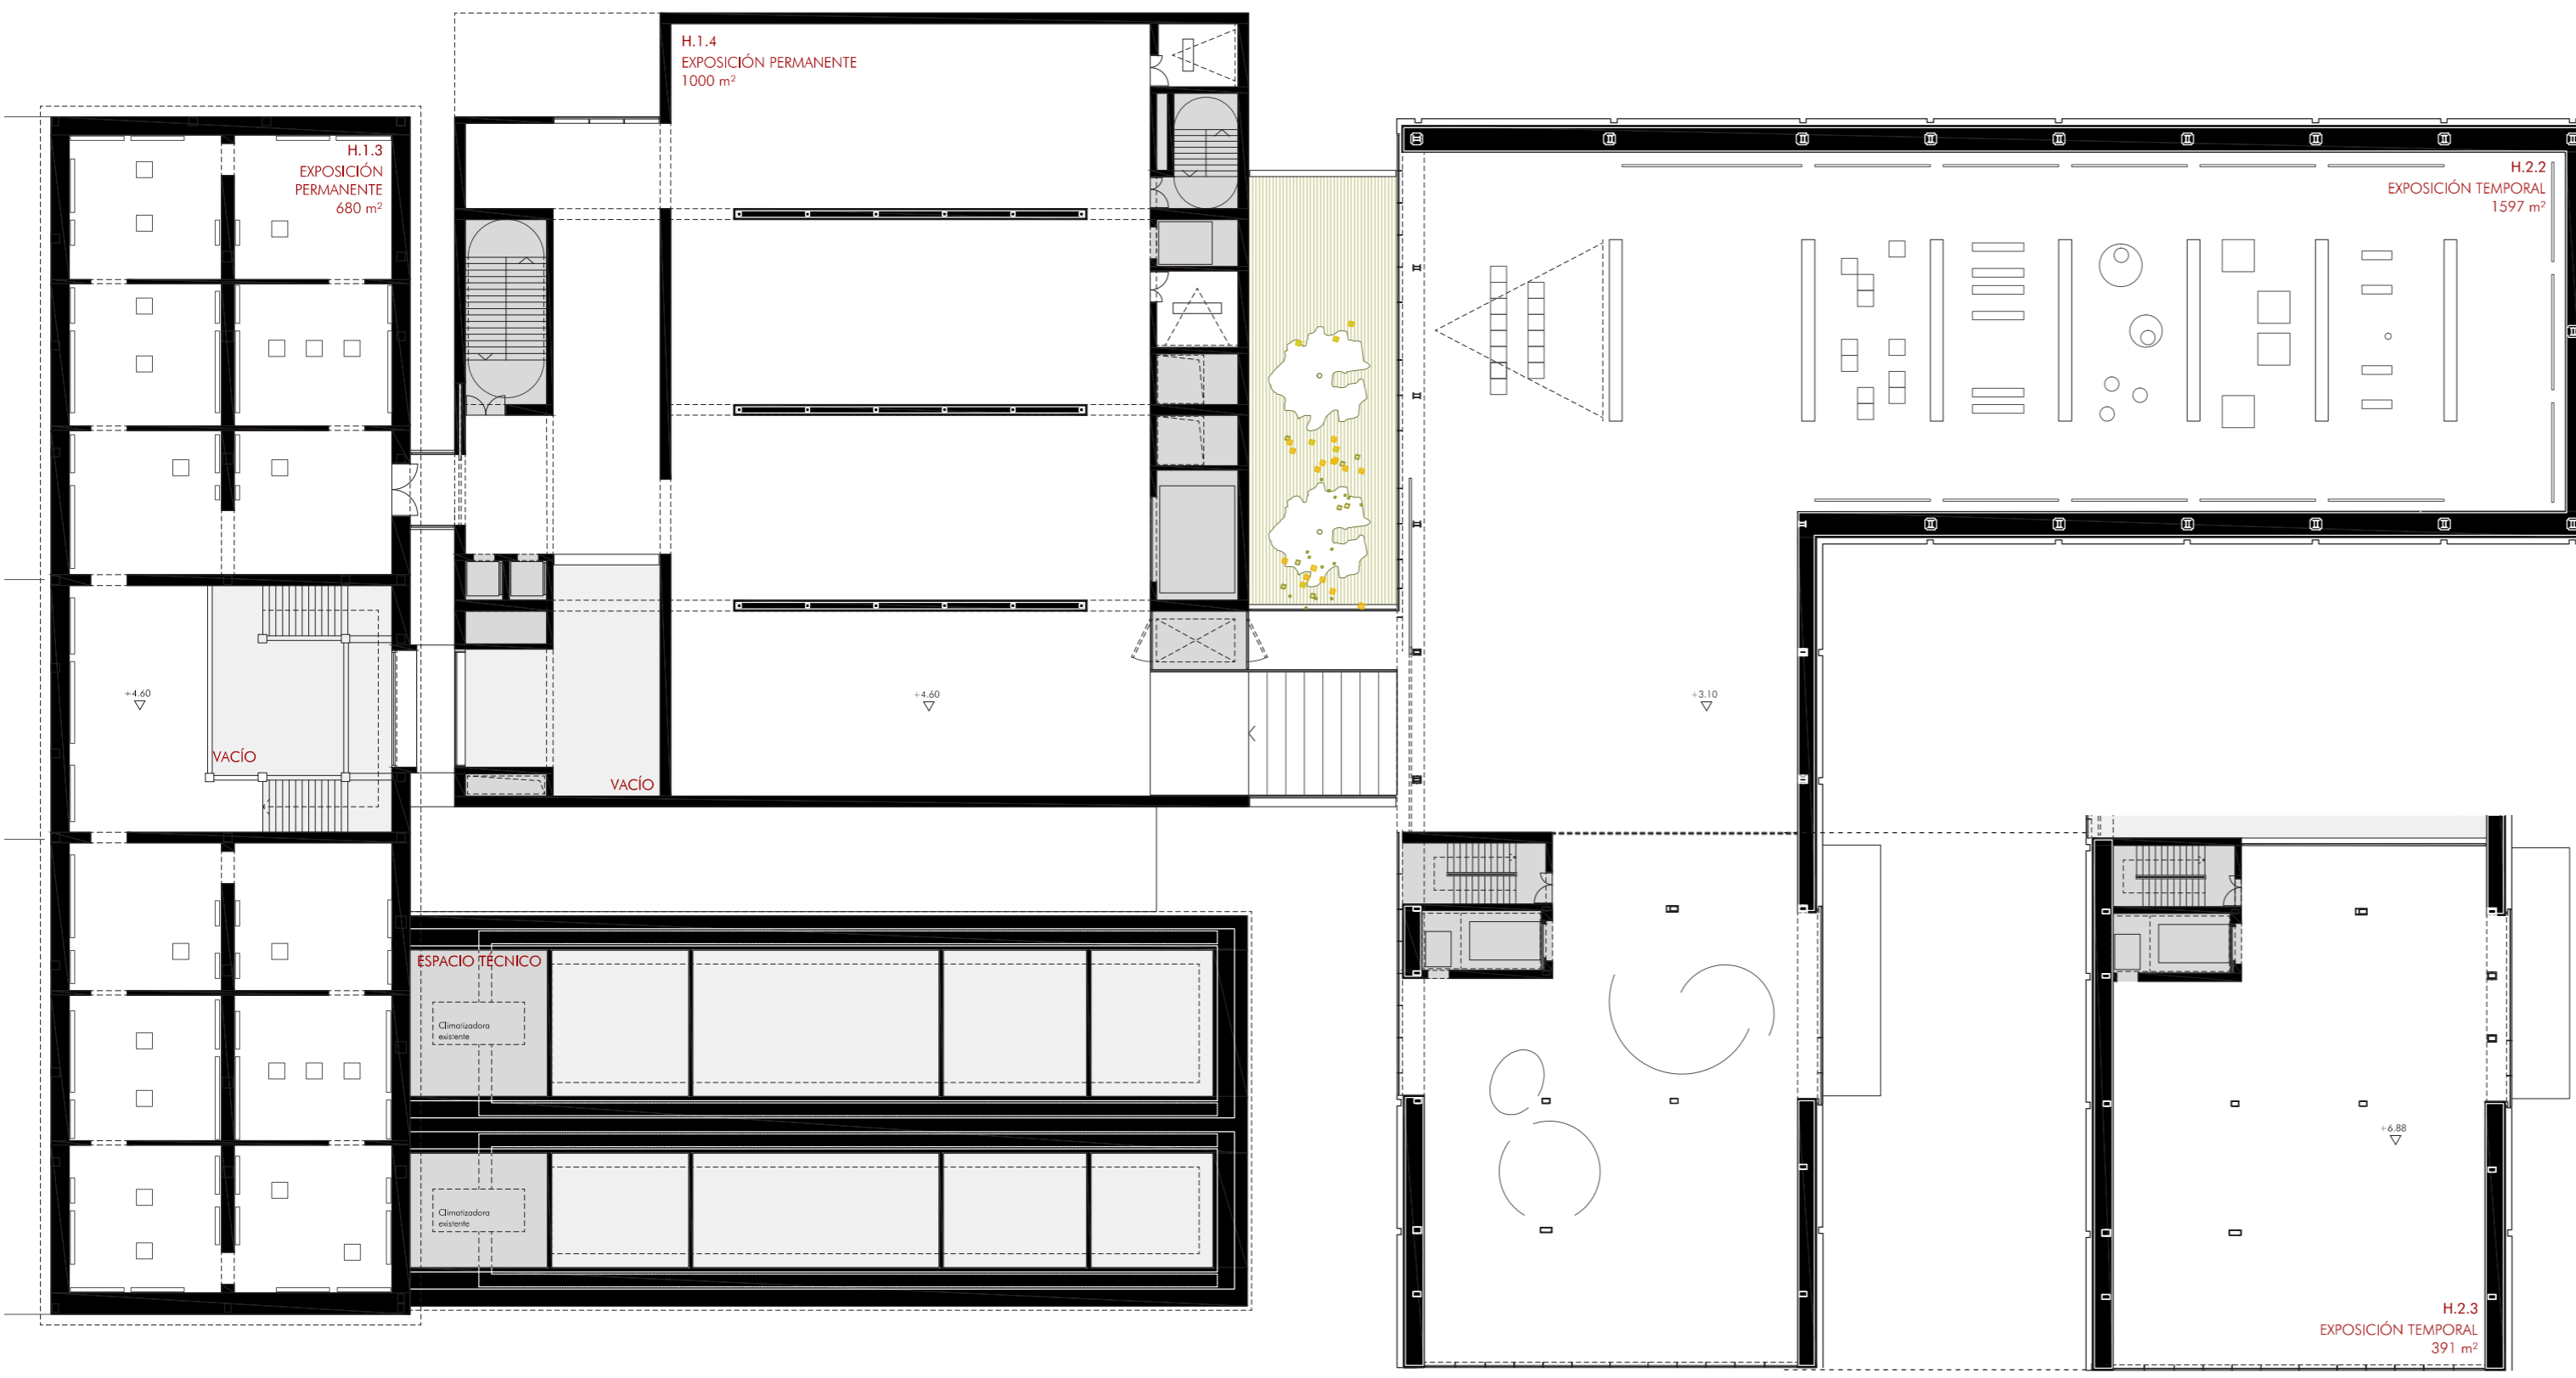 H.1.4
EXPOSICIÓN PERMANENTE
1000 m²
H.1.3
EXPOSICIÓN
PERMANENTE
680 m²
H.2.2
EXPOSICIÓN TEMPORAL
1597 m²
+4.60
VACÍO
VACÍO
+4.60
+3.10
ESPACIO TÉCNICO
Climatizadora
existente
Climatizadora
existente
+6.88
H.2.3
EXPOSICIÓN TEMPORAL
391 m²